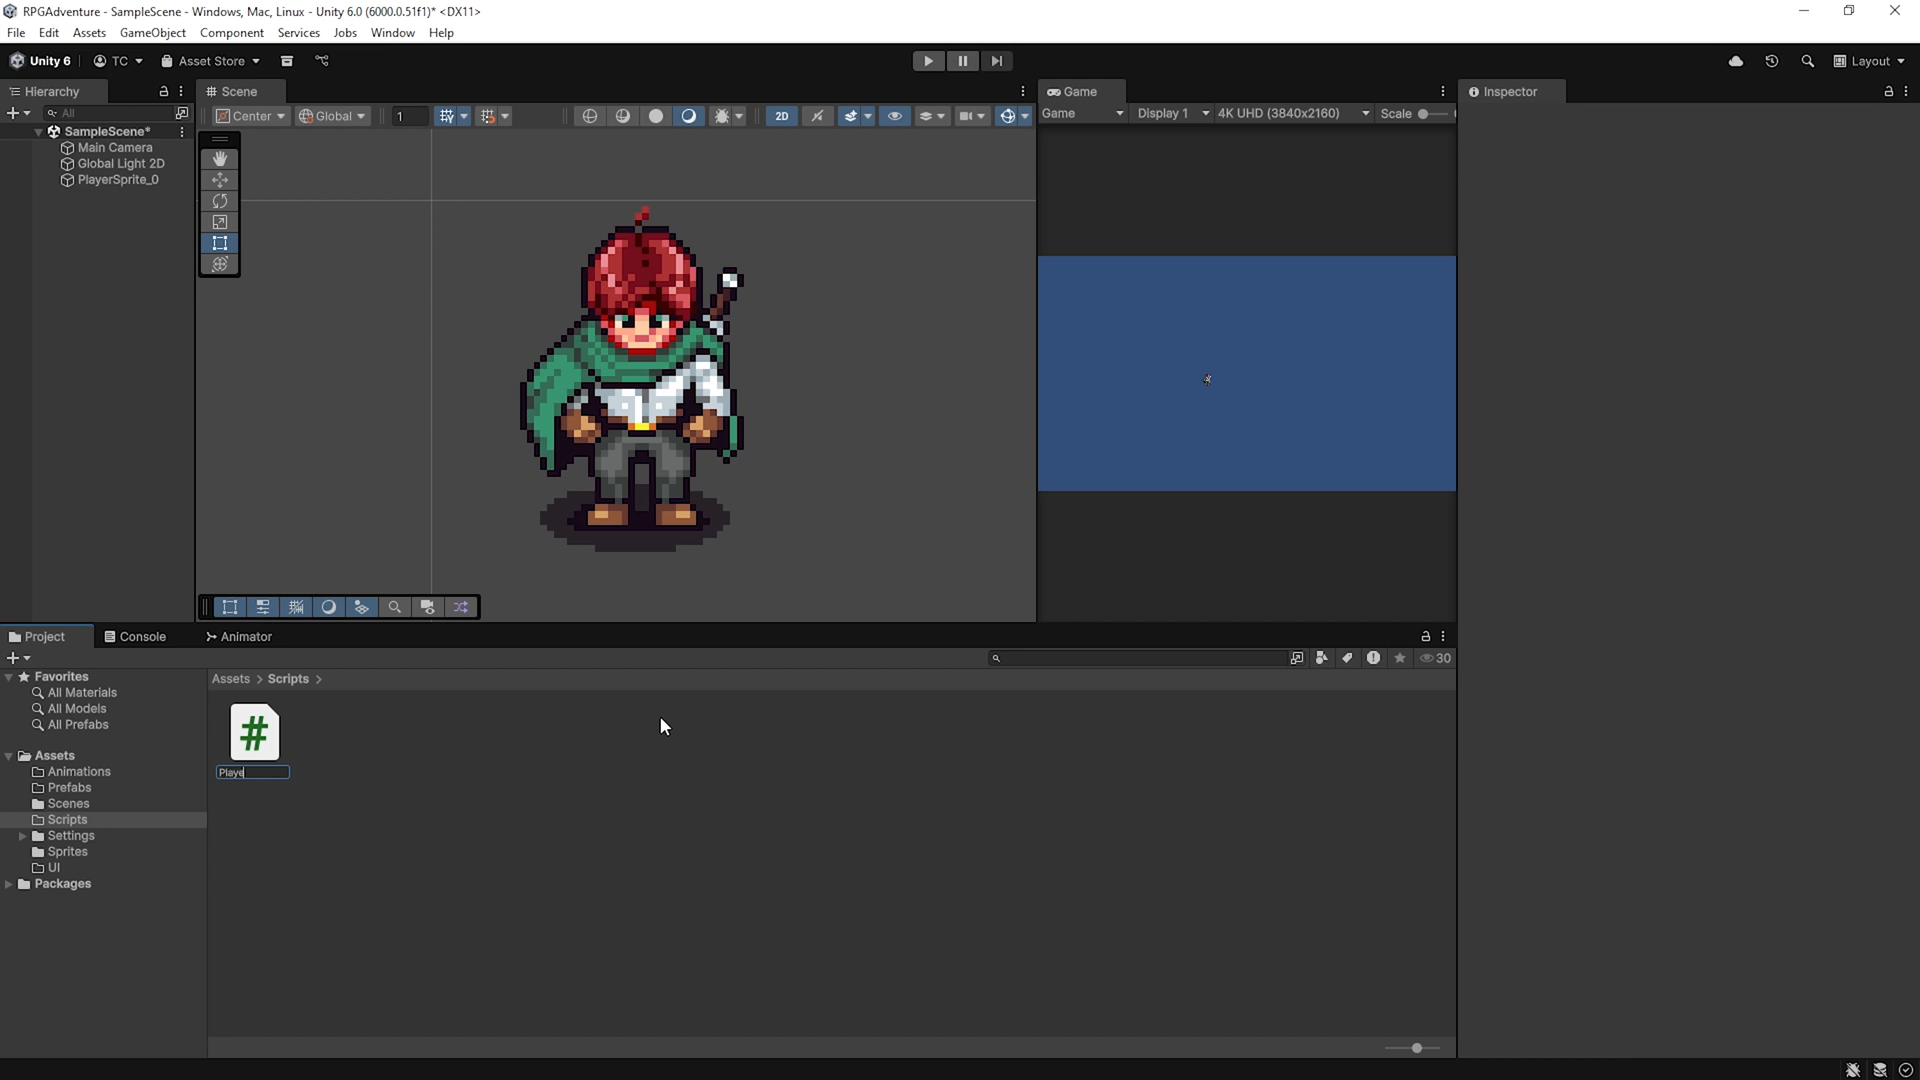 RPGAdventure - SampleScene - Windows, Mac, Linux - Unity 6.0 (6000.0.51f1)* <DX11>
File Edit Assets GameObject Component Services Jobs Window Help
Unity 6 TC Asset Store Layout
Hierarchy
All
SampleScene*
Main Camera
Global Light 2D
PlayerSprite_0
Scene
Center Global 1 2D
Game
Game Display 1 4K UHD (3840x2160) Scale
Inspector
Project Console Animator
30
Favorites
All Materials
All Models
All Prefabs
Assets
Animations
Prefabs
Scenes
Scripts
Settings
Sprites
UI
Packages
Assets > Scripts >
#
Playe